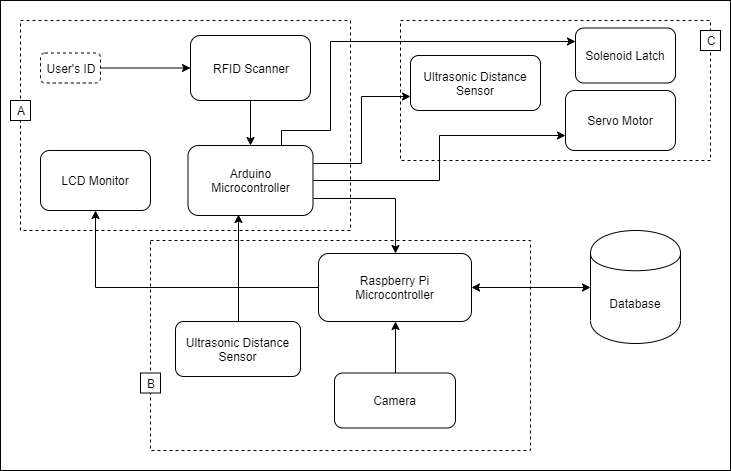 A
User's ID
RFID Scanner
LCD Monitor
Arduino
Microcontroller
C
Solenoid Latch
Ultrasonic Distance
Sensor
Servo Motor
B
Raspberry Pi
Microcontroller
Ultrasonic Distance
Sensor
Camera
Database